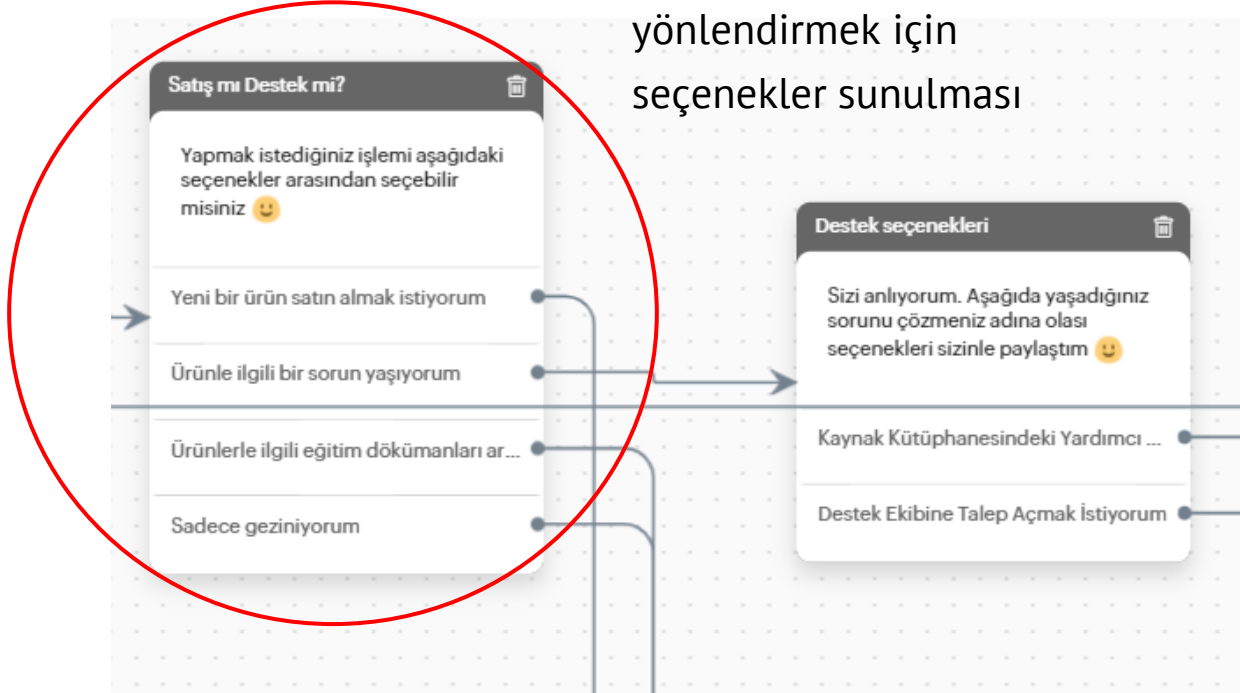 yönlendirmek için
seçenekler sunulması
Satış mı Destek mi?
Yapmak istediğiniz işlemi aşağıdaki
seçenekler arasından seçebilir
misiniz 🙂
Yeni bir ürün satın almak istiyorum
Ürünle ilgili bir sorun yaşıyorum
Ürünlerle ilgili eğitim dökümanları ar...
Sadece geziniyorum
Destek seçenekleri
Sizi anlıyorum. Aşağıda yaşadığınız
sorunu çözmeniz adına olası
seçenekleri sizinle paylaştım 🙂
Kaynak Kütüphanesindeki Yardımcı ...
Destek Ekibine Talep Açmak İstiyorum